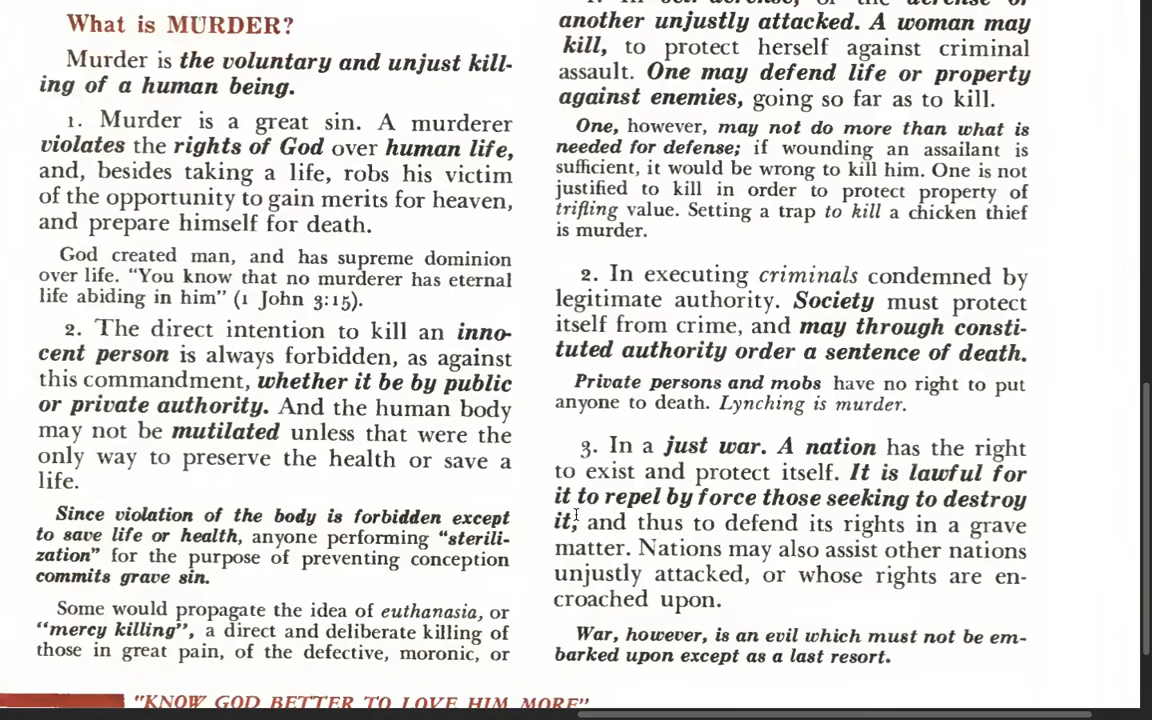 What is MURDER?
Murder is the voluntary and unjust kill-
ing of a human being.
1. Murder is a great sin. A murderer
violates the rights of God over human life,
and, besides taking a life, robs his victim
of the opportunity to gain merits for heaven,
and prepare himself for death.
God created man, and has supreme dominion
over life. “You know that no murderer has eternal
life abiding in him” (1 John 3:15).
2. The direct intention to kill an inno-
cent person is always forbidden, as against
this commandment, whether it be by public
or private authority. And the human body
may not be mutilated unless that were the
only way to preserve the health or save a
life.
Since violation of the body is forbidden except
to save life or health, anyone performing “sterili-
zation” for the purpose of preventing conception
commits grave sin.
Some would propagate the idea of euthanasia, or
“mercy killing”, a direct and deliberate killing of
those in great pain, of the defective, moronic, or
1. In self-defense, or the defense of
another unjustly attacked. A woman may
kill, to protect herself against criminal
assault. One may defend life or property
against enemies, going so far as to kill.
One, however, may not do more than what is
needed for defense; if wounding an assailant is
sufficient, it would be wrong to kill him. One is not
justified to kill in order to protect property of
trifling value. Setting a trap to kill a chicken thief
is murder.
2. In executing criminals condemned by
legitimate authority. Society must protect
itself from crime, and may through consti-
tuted authority order a sentence of death.
Private persons and mobs have no right to put
anyone to death. Lynching is murder.
3. In a just war. A nation has the right
to exist and protect itself. It is lawful for
it to repel by force those seeking to destroy
it; and thus to defend its rights in a grave
matter. Nations may also assist other nations
unjustly attacked, or whose rights are en-
croached upon.
War, however, is an evil which must not be em-
barked upon except as a last resort.
"KNOW GOD BETTER TO LOVE HIM MORE"